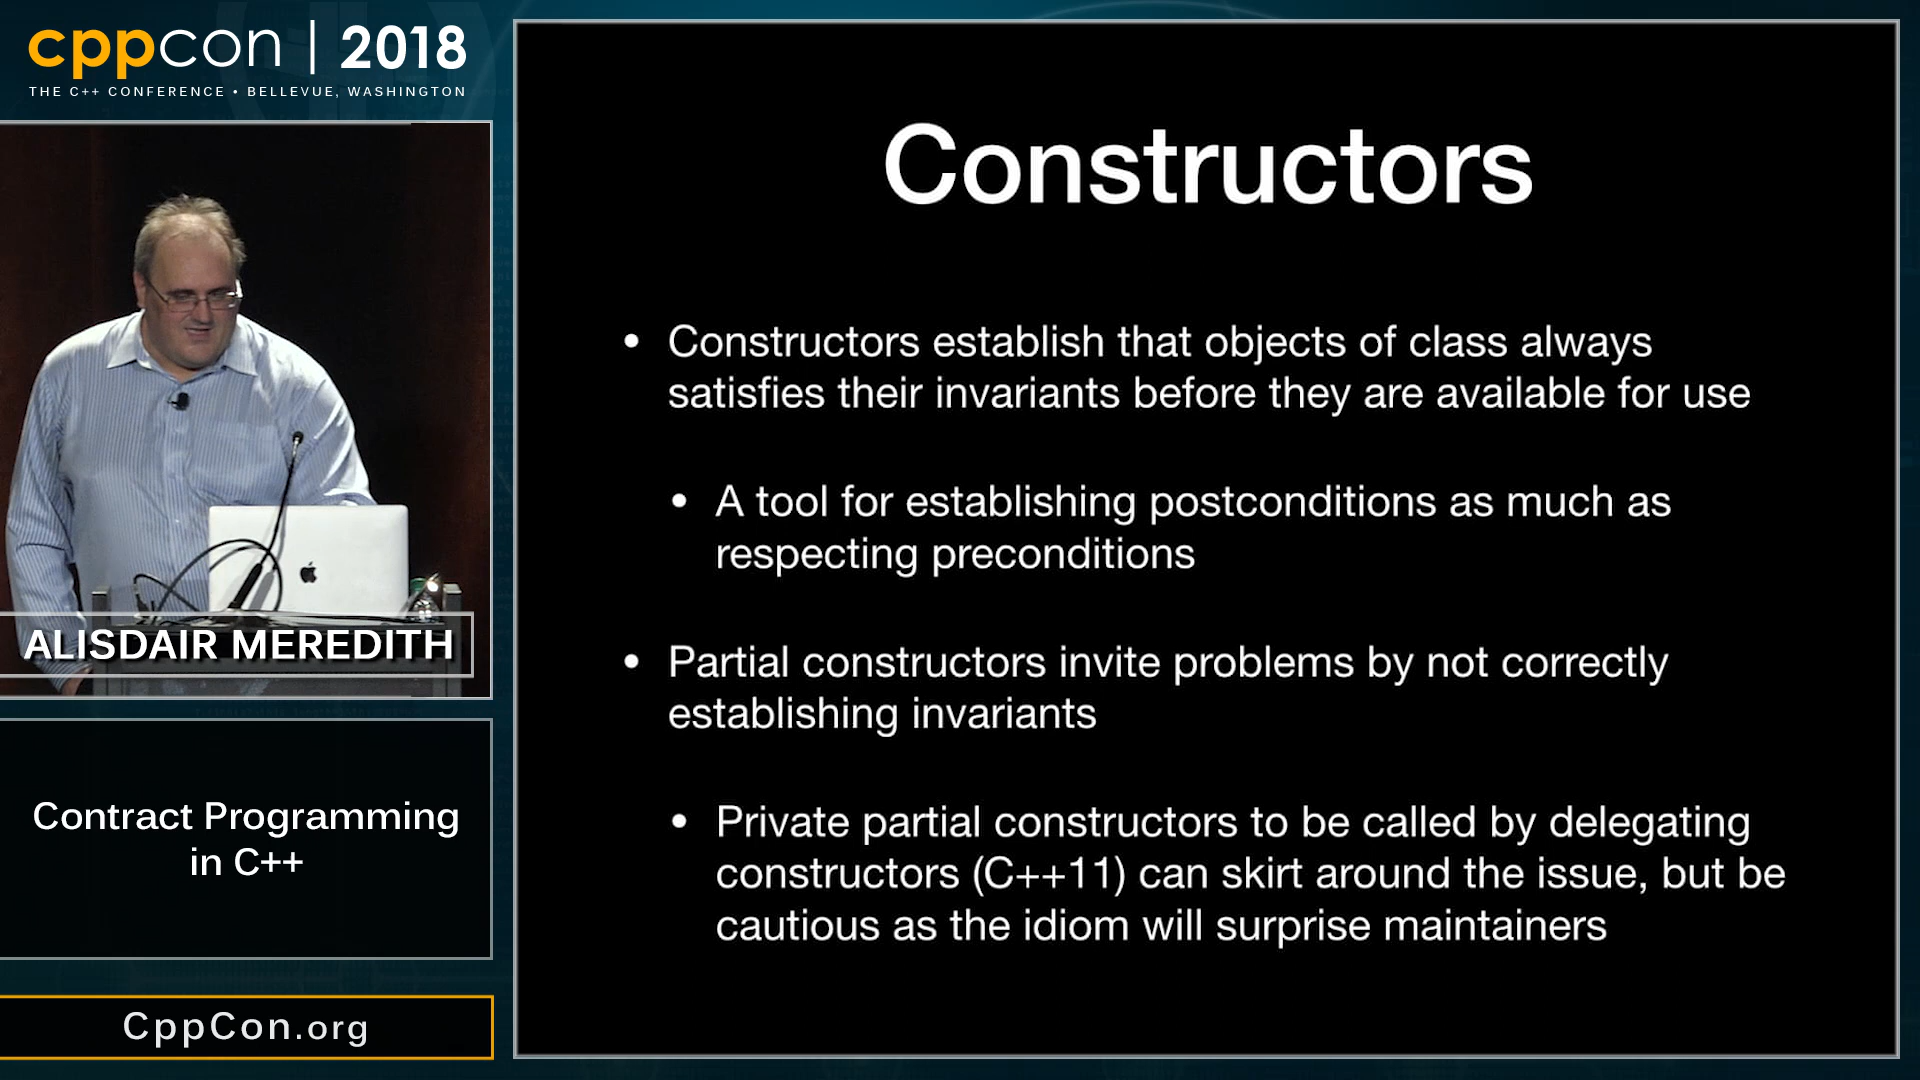 cppcon | 2018
THE C++ CONFERENCE • BELLEVUE, WASHINGTON
ALISDAIR MEREDITH
Contract Programming
in C++
CppCon.org
Constructors
• Constructors establish that objects of class always
satisfies their invariants before they are available for use
• A tool for establishing postconditions as much as
respecting preconditions
• Partial constructors invite problems by not correctly
establishing invariants
• Private partial constructors to be called by delegating
constructors (C++11) can skirt around the issue, but be
cautious as the idiom will surprise maintainers